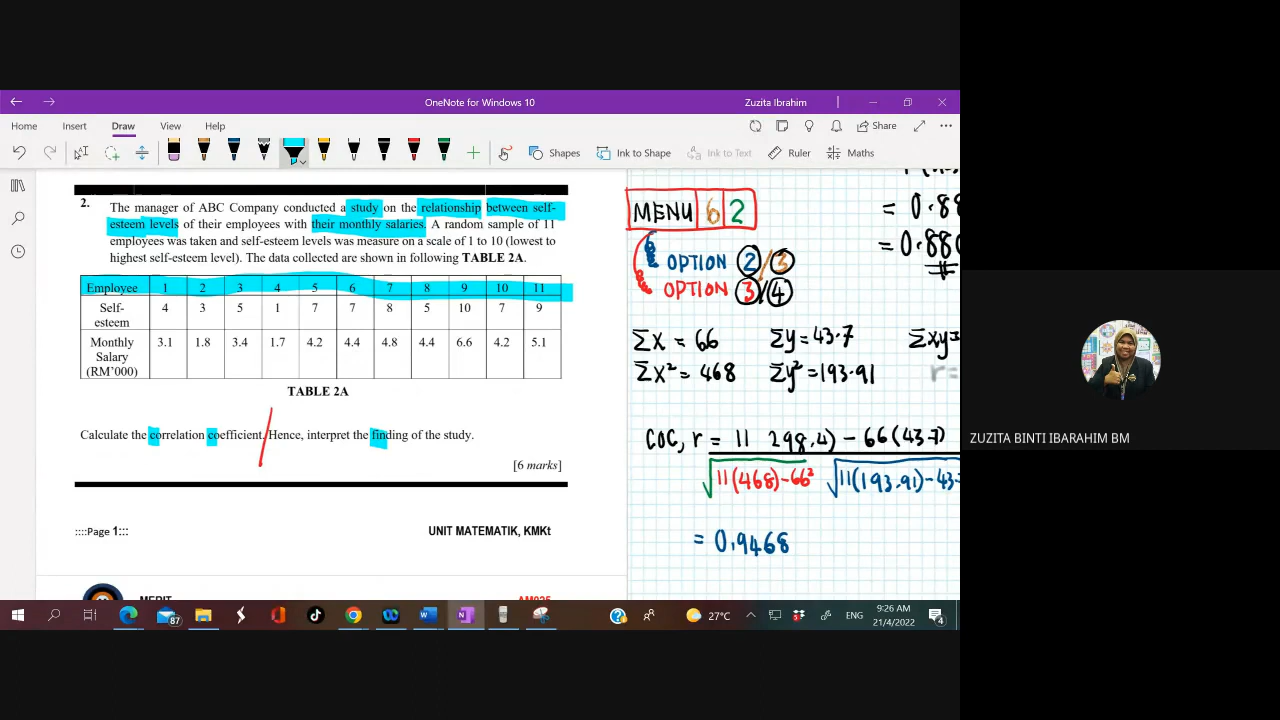 OneNote for Windows 10
Zuzita Ibrahim
Home Insert Draw View Help
Share
Shapes Ink to Shape Ink to Text Ruler Maths
2. The manager of ABC Company conducted a study on the relationship between self-
esteem levels of their employees with their monthly salaries. A random sample of 11
employees was taken and self-esteem levels was measure on a scale of 1 to 10 (lowest to
highest self-esteem level). The data collected are shown in following TABLE 2A.
Employee 1 2 3 4 5 6 7 8 9 10 11
Self-
esteem
4 3 5 1 7 7 8 5 10 7 9
Monthly
Salary
(RM'000)
3.1 1.8 3.4 1.7 4.2 4.4 4.8 4.4 6.6 4.2 5.1
TABLE 2A
Calculate the correlation coefficient. Hence, interpret the finding of the study.
[6 marks]
::::Page 1::: UNIT MATEMATIK, KMKt
= 0.88
= 0.880
MENU 6 2
OPTION 2 / 3
OPTION 3 / 4
Σx = 66 Σy = 43.7 Σxy=
Σx² = 468 Σy² = 193.91 r=
COC, r = 11 298.4) - 66(43.7)
√11(468)-66² √11(193.91)-43.
= 0.9468
ZUZITA BINTI IBARAHIM BM
87
27°C
ENG
9:26 AM
21/4/2022
4